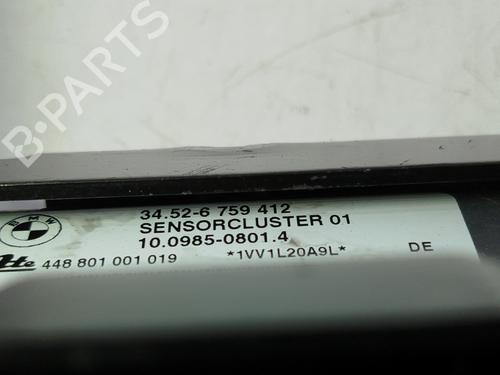 B-PARTS
BMW
34.52-6 759 412
SENSORCLUSTER 01
10.0985-0801.4
Ate 448 801 001 019 *1VV1L20A9L* DE